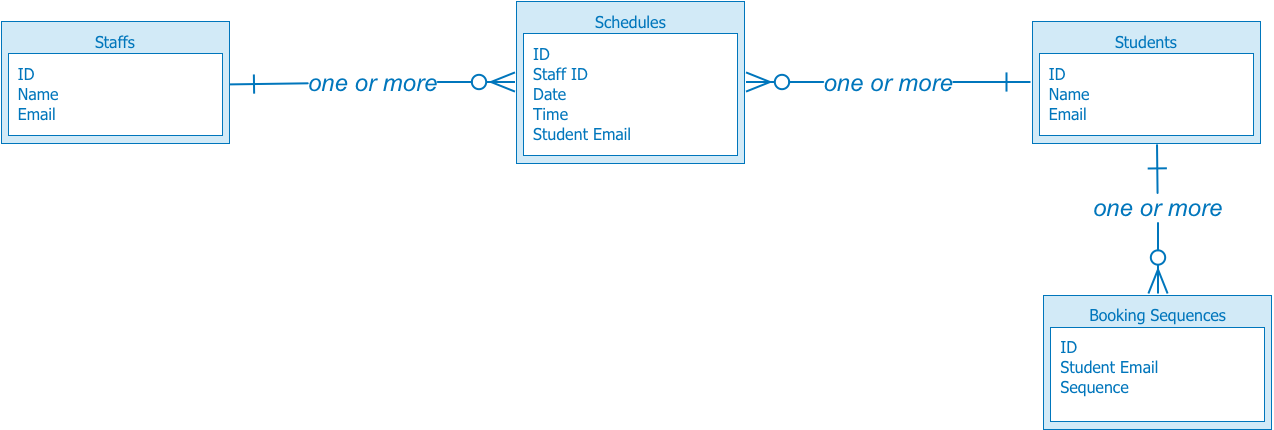 Staffs
ID
Name
Email
one or more
Schedules
ID
Staff ID
Date
Time
Student Email
one or more
Students
ID
Name
Email
one or more
Booking Sequences
ID
Student Email
Sequence